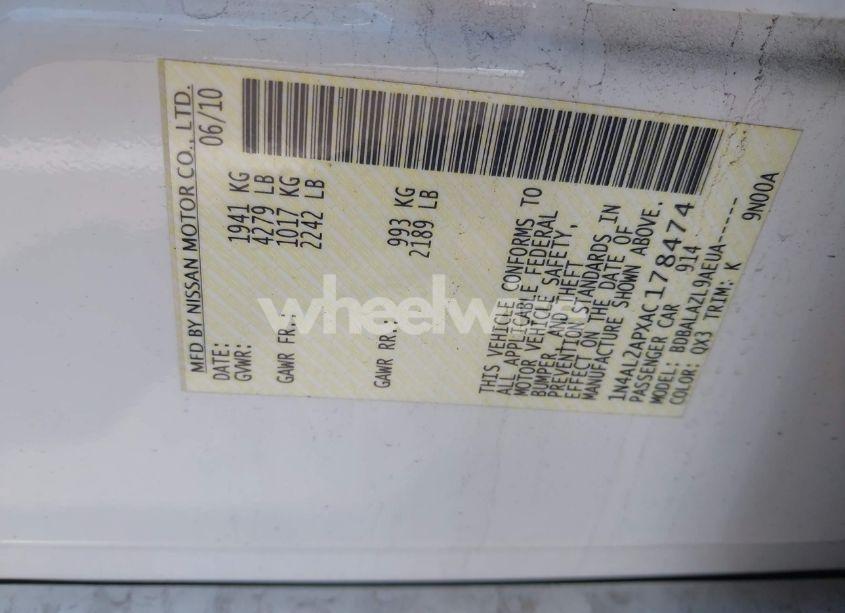 MFD BY NISSAN MOTOR CO., LTD.
DATE: 06/10
GVWR: 1941 KG
4279 LB
GAWR FR.: 1017 KG
2242 LB
GAWR RR.: 993 KG
2189 LB
THIS VEHICLE CONFORMS TO
ALL APPLICABLE FEDERAL
MOTOR VEHICLE SAFETY,
BUMPER, AND THEFT
PREVENTION STANDARDS IN
EFFECT ON THE DATE OF
MANUFACTURE SHOWN ABOVE.
1N4AL2APXAC178474
PASSENGER CAR 914
MODEL: BDBALAZL9AEUA------
COLOR: QX3 TRIM: K 9N00A